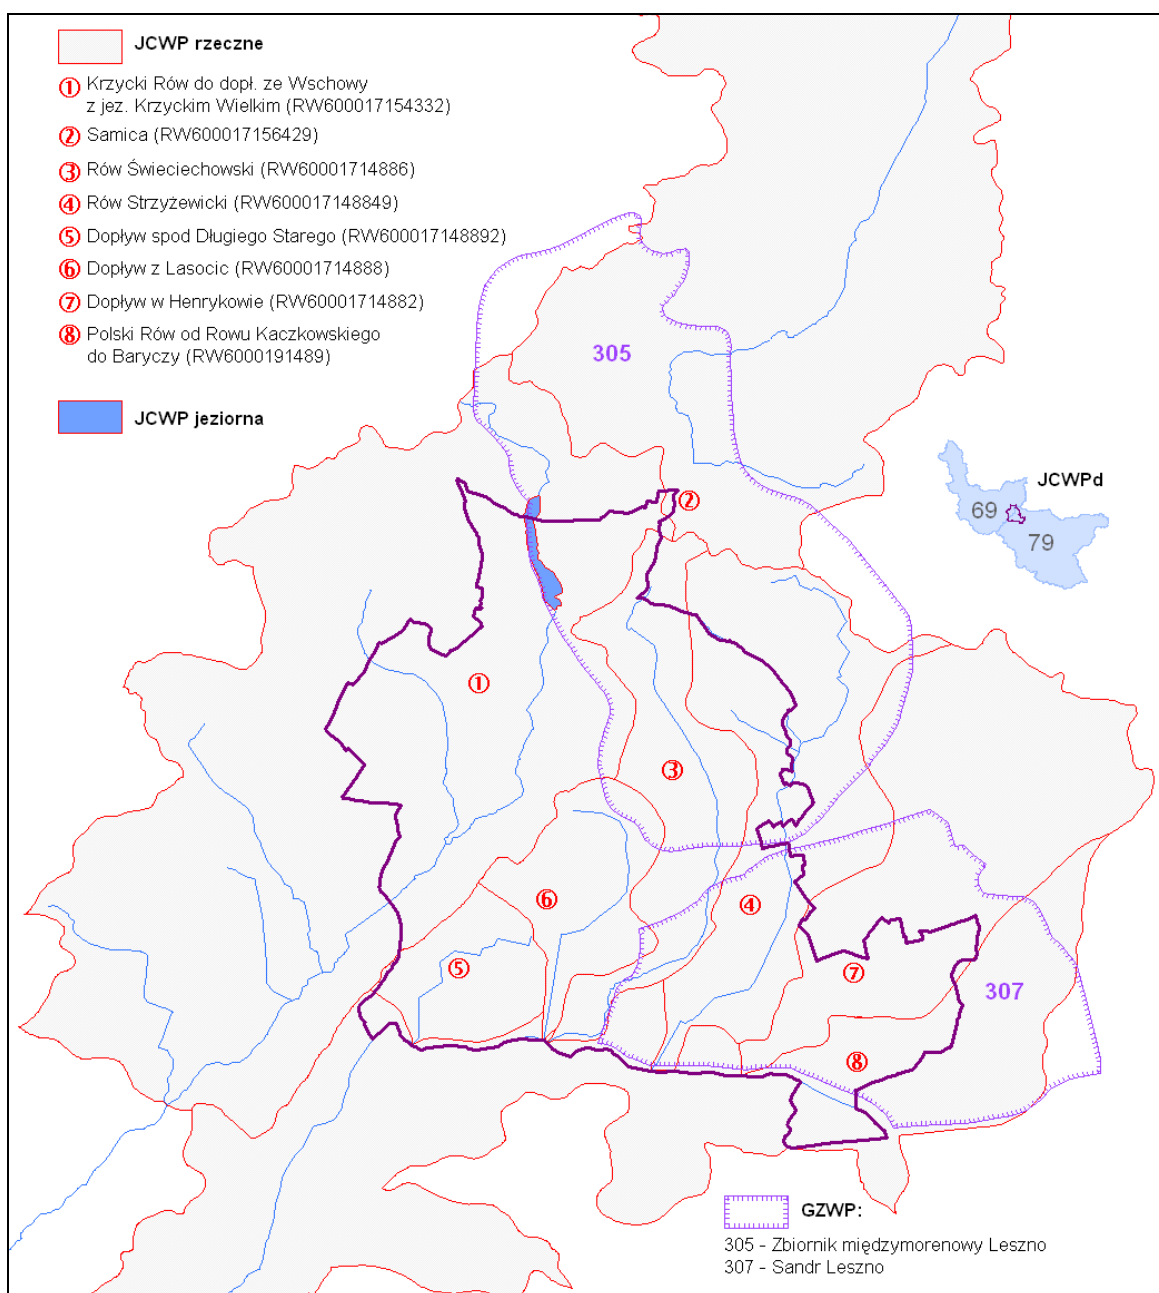 JCWP rzeczne
① Krzycki Rów do dopł. ze Wschowy
z jez. Krzyckim Wielkim (RW600017154332)
② Samica (RW600017156429)
③ Rów Święciechowski (RW60001714886)
④ Rów Strzyżewicki (RW600017148849)
⑤ Dopływ spod Długiego Starego (RW600017148892)
⑥ Dopływ z Lasocic (RW60001714888)
⑦ Dopływ w Henrykowie (RW60001714882)
⑧ Polski Rów od Rowu Kaczkowskiego
do Baryczy (RW6000191489)
JCWP jeziorna
305
JCWPd
69
79
②
①
③
⑥
④
⑤
⑦
307
⑧
GZWP:
305 - Zbiornik międzymorenowy Leszno
307 - Sandr Leszno